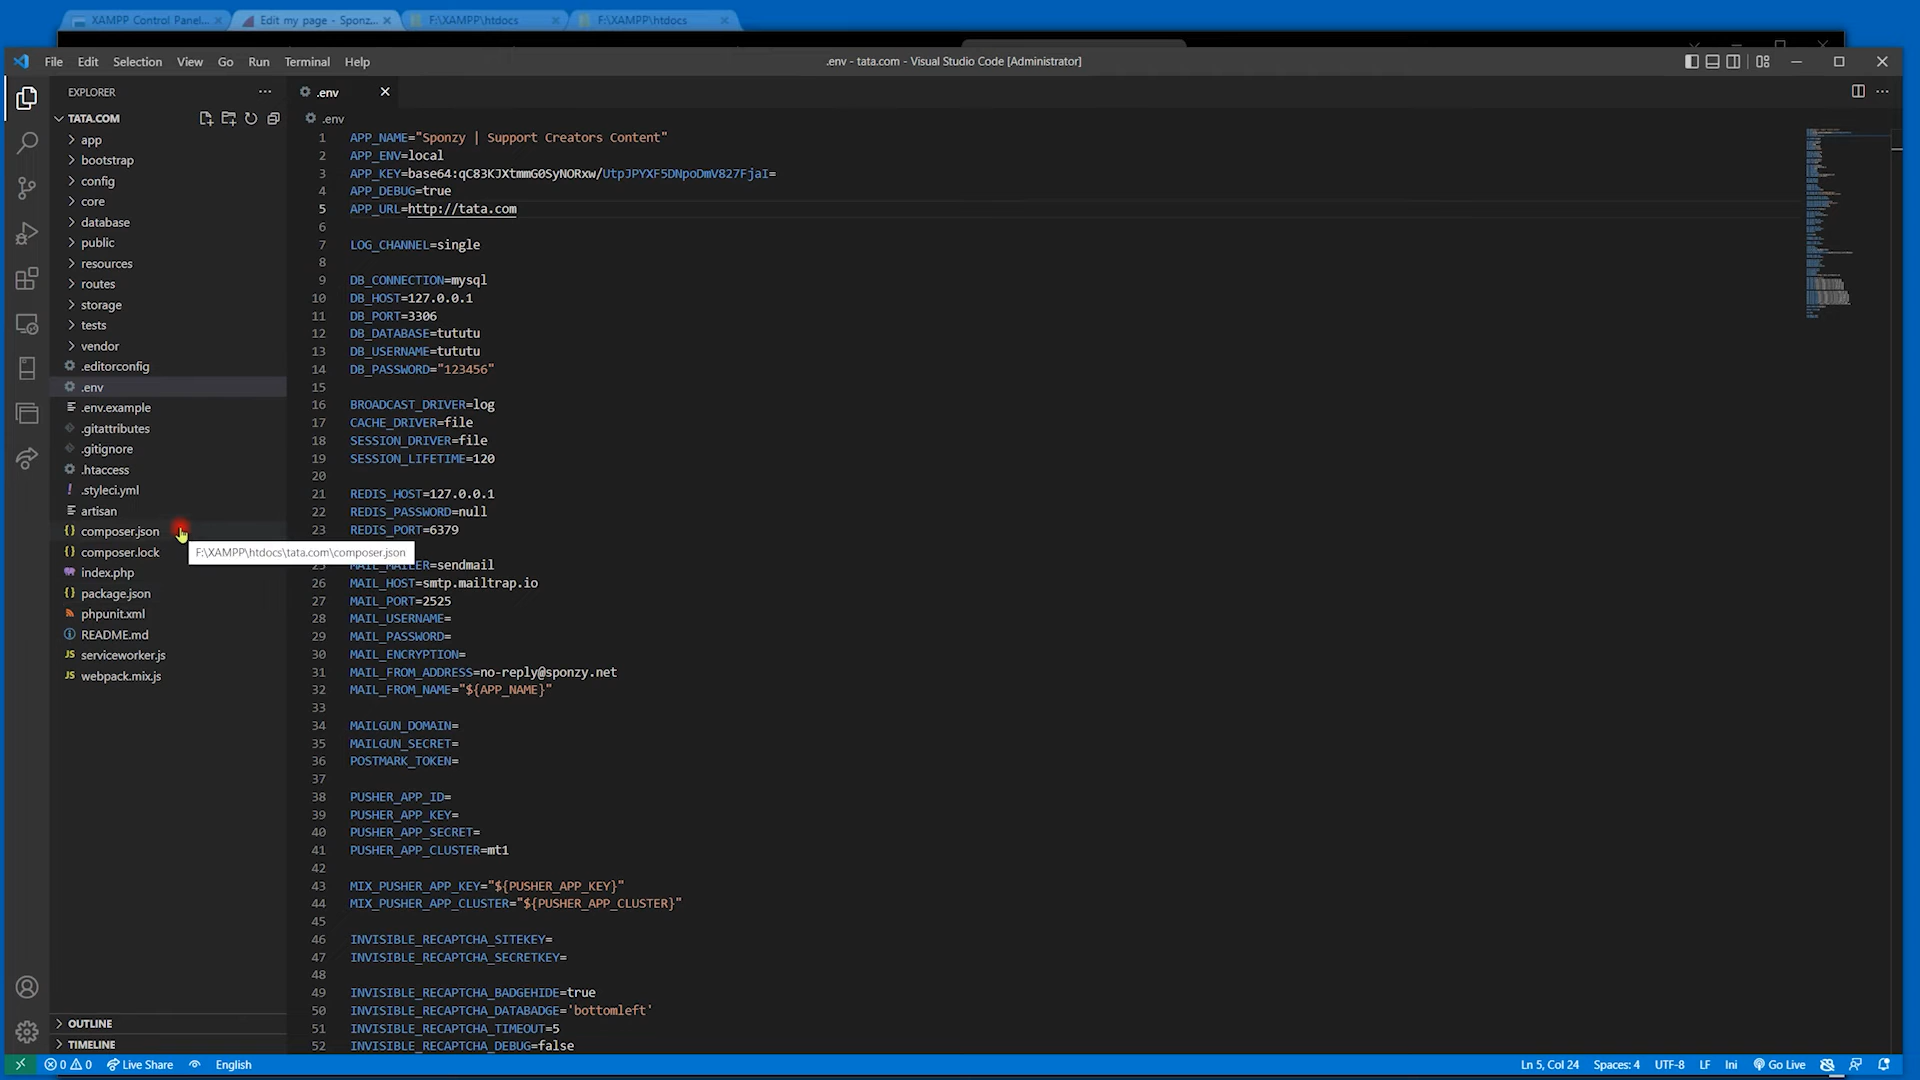 XAMPP Control Panel...
Edit my page - Sponz...
F:\XAMPP\htdocs
F:\XAMPP\htdocs
File Edit Selection View Go Run Terminal Help
.env - tata.com - Visual Studio Code [Administrator]
EXPLORER
.env
TATA.COM
.env
app
bootstrap
config
core
database
public
resources
routes
storage
tests
vendor
.editorconfig
.env
.env.example
.gitattributes
.gitignore
.htaccess
.styleci.yml
artisan
composer.json
composer.lock
index.php
package.json
phpunit.xml
README.md
serviceworker.js
webpack.mix.js
F:\XAMPP\htdocs\tata.com\composer.json
OUTLINE
TIMELINE
1 APP_NAME="Sponzy | Support Creators Content"
2 APP_ENV=local
3 APP_KEY=base64:qC83KJXtmmG0SyNORxw/UtpJPYXF5DNpoDmV827FjaI=
4 APP_DEBUG=true
5 APP_URL=http://tata.com
6
7 LOG_CHANNEL=single
8
9 DB_CONNECTION=mysql
10 DB_HOST=127.0.0.1
11 DB_PORT=3306
12 DB_DATABASE=tututu
13 DB_USERNAME=tututu
14 DB_PASSWORD="123456"
15
16 BROADCAST_DRIVER=log
17 CACHE_DRIVER=file
18 SESSION_DRIVER=file
19 SESSION_LIFETIME=120
20
21 REDIS_HOST=127.0.0.1
22 REDIS_PASSWORD=null
23 REDIS_PORT=6379
25 MAIL_MAILER=sendmail
26 MAIL_HOST=smtp.mailtrap.io
27 MAIL_PORT=2525
28 MAIL_USERNAME=
29 MAIL_PASSWORD=
30 MAIL_ENCRYPTION=
31 MAIL_FROM_ADDRESS=no-reply@sponzy.net
32 MAIL_FROM_NAME="${APP_NAME}"
33
34 MAILGUN_DOMAIN=
35 MAILGUN_SECRET=
36 POSTMARK_TOKEN=
37
38 PUSHER_APP_ID=
39 PUSHER_APP_KEY=
40 PUSHER_APP_SECRET=
41 PUSHER_APP_CLUSTER=mt1
42
43 MIX_PUSHER_APP_KEY="${PUSHER_APP_KEY}"
44 MIX_PUSHER_APP_CLUSTER="${PUSHER_APP_CLUSTER}"
45
46 INVISIBLE_RECAPTCHA_SITEKEY=
47 INVISIBLE_RECAPTCHA_SECRETKEY=
48
49 INVISIBLE_RECAPTCHA_BADGEHIDE=true
50 INVISIBLE_RECAPTCHA_DATABADGE='bottomleft'
51 INVISIBLE_RECAPTCHA_TIMEOUT=5
52 INVISIBLE_RECAPTCHA_DEBUG=false
0 0 Live Share English
Ln 5, Col 24 Spaces: 4 UTF-8 LF Ini Go Live